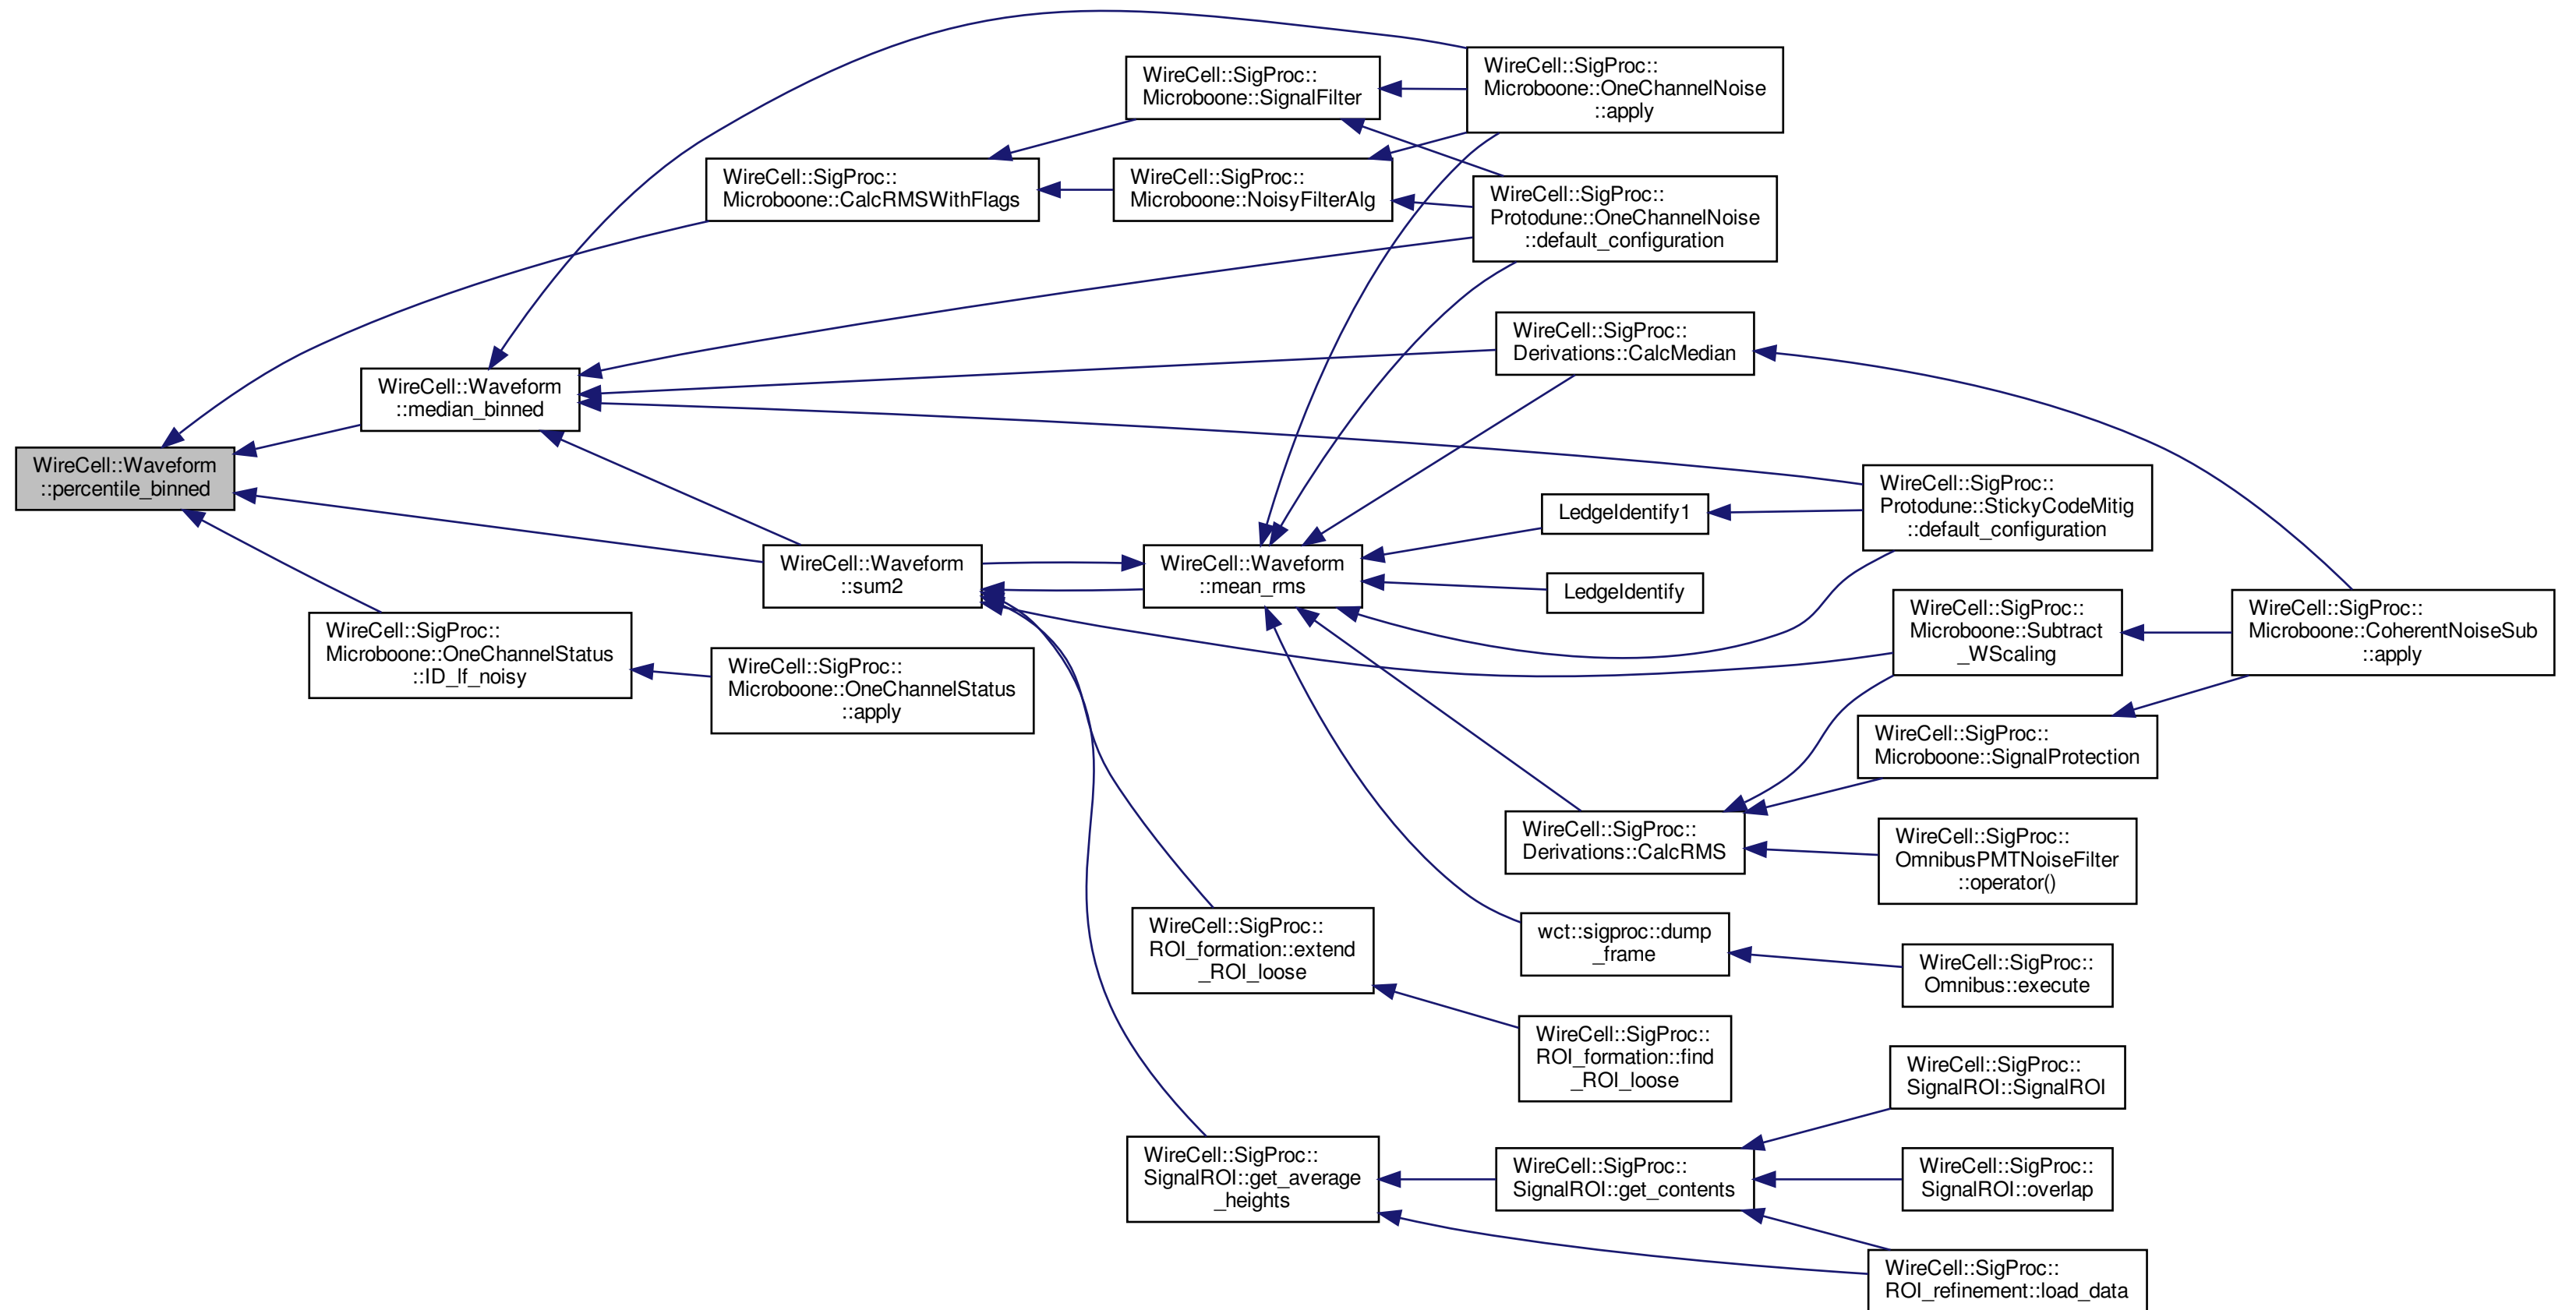 WireCell::SigProc::
Microboone::OneChannelNoise
::apply
WireCell::SigProc::
Microboone::SignalFilter
WireCell::SigProc::
Microboone::CalcRMSWithFlags
WireCell::SigProc::
Microboone::NoisyFilterAlg
WireCell::SigProc::
Protodune::OneChannelNoise
::default_configuration
WireCell::SigProc::
Derivations::CalcMedian
WireCell::Waveform
::median_binned
WireCell::Waveform
::percentile_binned
WireCell::SigProc::
Protodune::StickyCodeMitig
::default_configuration
LedgeIdentify1
WireCell::Waveform
::sum2
WireCell::Waveform
::mean_rms
LedgeIdentify
WireCell::SigProc::
Microboone::Subtract
_WScaling
WireCell::SigProc::
Microboone::CoherentNoiseSub
::apply
WireCell::SigProc::
Microboone::OneChannelStatus
::ID_lf_noisy
WireCell::SigProc::
Microboone::OneChannelStatus
::apply
WireCell::SigProc::
Microboone::SignalProtection
WireCell::SigProc::
Derivations::CalcRMS
WireCell::SigProc::
OmnibusPMTNoiseFilter
::operator()
WireCell::SigProc::
ROI_formation::extend
_ROI_loose
wct::sigproc::dump
_frame
WireCell::SigProc::
Omnibus::execute
WireCell::SigProc::
ROI_formation::find
_ROI_loose
WireCell::SigProc::
SignalROI::SignalROI
WireCell::SigProc::
SignalROI::get_average
_heights
WireCell::SigProc::
SignalROI::get_contents
WireCell::SigProc::
SignalROI::overlap
WireCell::SigProc::
ROI_refinement::load_data